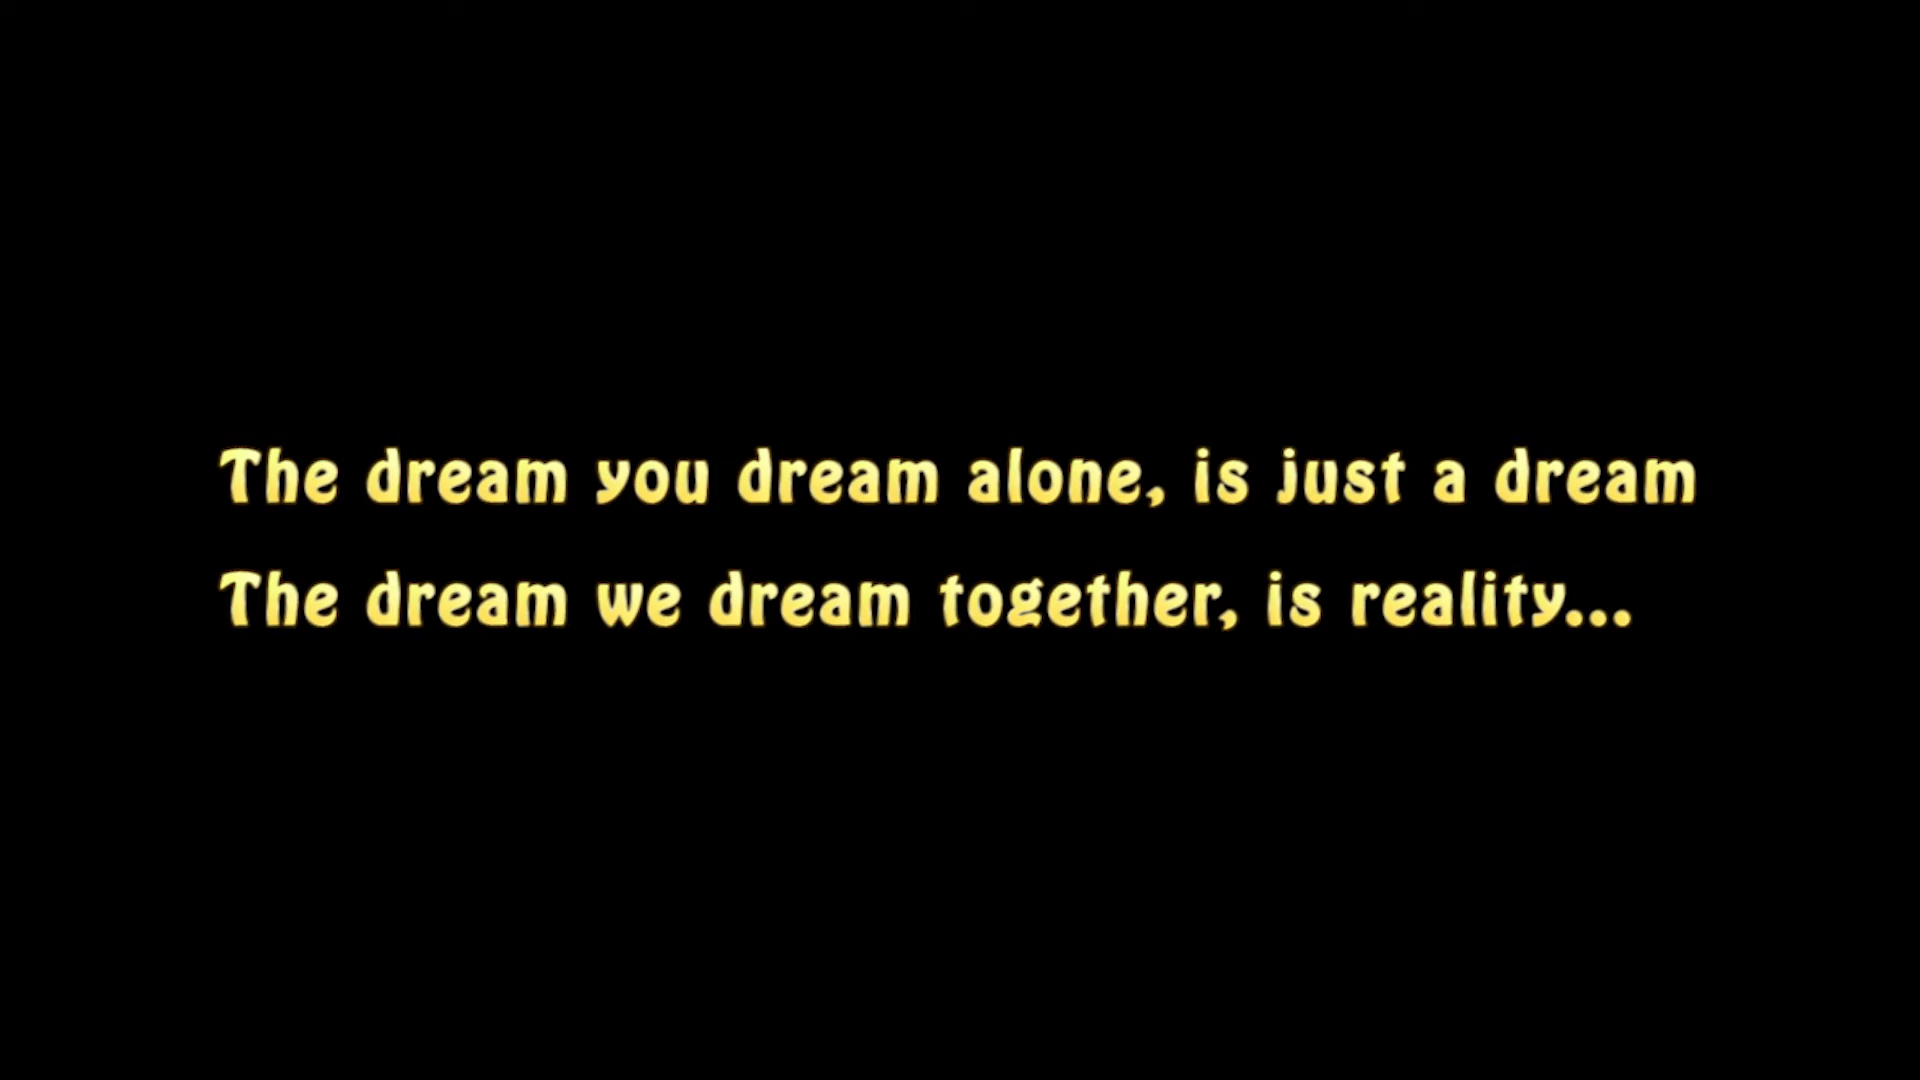 The dream you dream alone, is just a dream
The dream we dream together, is reality...